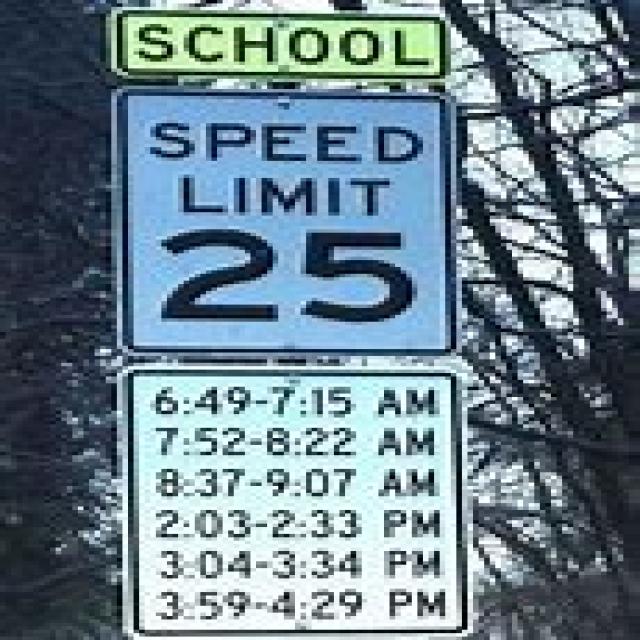 SCHOOL
SPEED
LIMIT
25
6:49-7:15 AM
7:52-8:22 AM
8:37-9:07 AM
2:03-2:33 PM
3:04-3:34 PM
3:59-4:29 PM